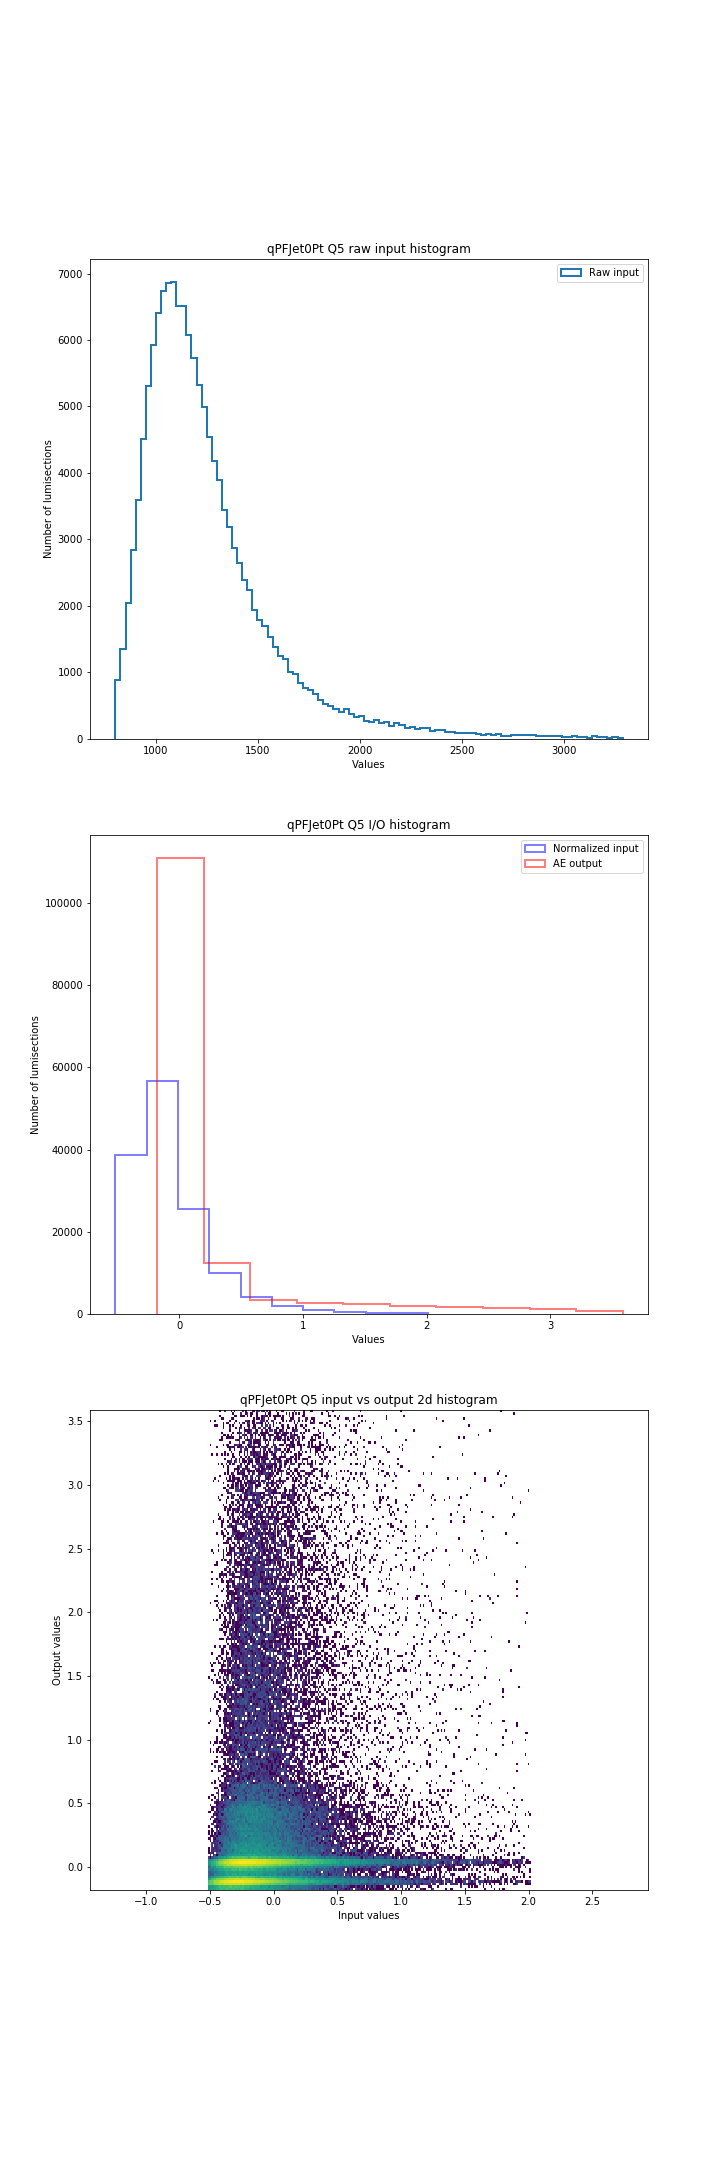 qPFJet0Pt Q5 raw input histogram
Raw input
7000
6000
5000
4000
3000
2000
1000
0
Number of lumisections
1000 1500 2000 2500 3000
Values
qPFJet0Pt Q5 I/O histogram
Normalized input
AE output
100000
80000
60000
40000
20000
0
Number of lumisections
0 1 2 3
Values
qPFJet0Pt Q5 input vs output 2d histogram
3.5
3.0
2.5
2.0
1.5
1.0
0.5
0.0
Output values
−1.0 −0.5 0.0 0.5 1.0 1.5 2.0 2.5
Input values